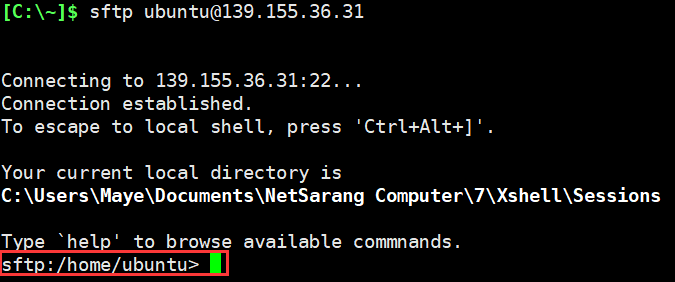 [C:\~]$ sftp ubuntu@139.155.36.31
Connecting to 139.155.36.31:22...
Connection established.
To escape to local shell, press 'Ctrl+Alt+]'.
Your current local directory is
C:\Users\Maye\Documents\NetSarang Computer\7\Xshell\Sessions
Type `help' to browse available commnands.
sftp:/home/ubuntu>